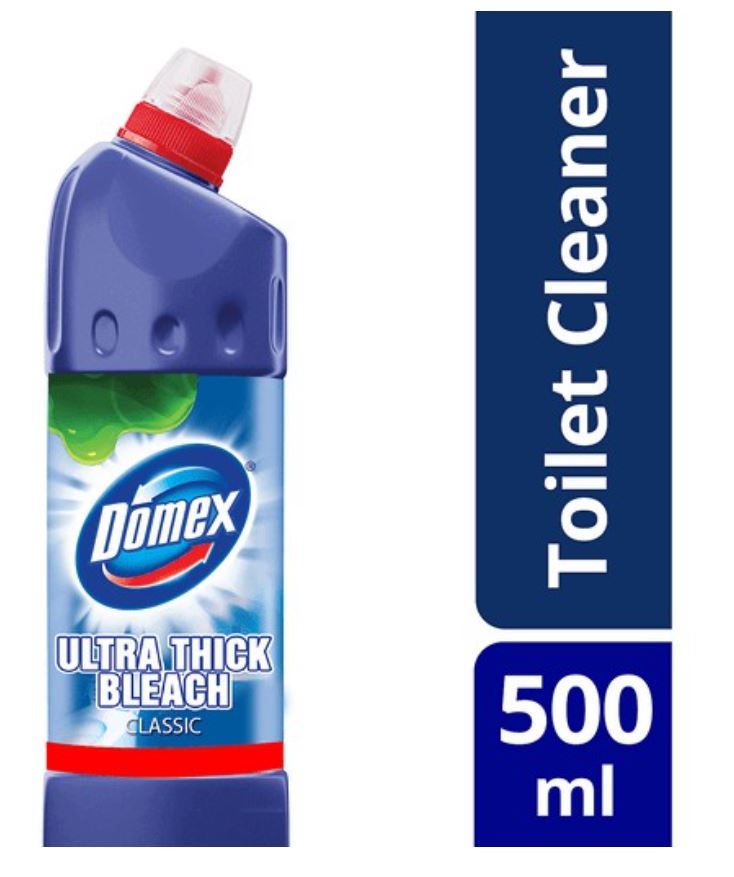 Domex®
ULTRA THICK
BLEACH
CLASSIC
Toilet Cleaner
500
ml